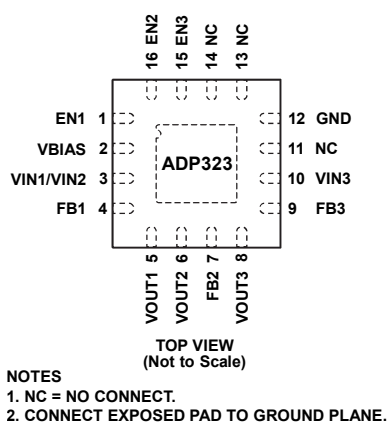 16 EN2
15 EN3
14 NC
13 NC
EN1 1
VBIAS 2
VIN1/VIN2 3
FB1 4
ADP323
12 GND
11 NC
10 VIN3
9 FB3
VOUT1 5
VOUT2 6
FB2 7
VOUT3 8
TOP VIEW
(Not to Scale)
NOTES
1. NC = NO CONNECT.
2. CONNECT EXPOSED PAD TO GROUND PLANE.